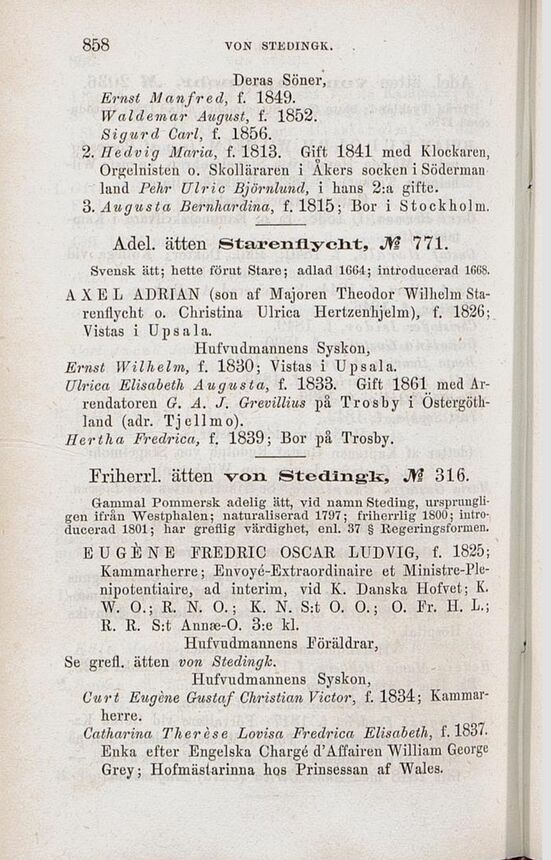 858
VON STEDINGK.
Deras Söner,
Ernst Manfred, f. 1849.
Waldemar August, f. 1852.
Sigurd Carl, f. 1856.
2. Hedvig Maria, f. 1813. Gift 1841 med Klockaren,
Orgelnisten o. Skolläraren i Åkers socken i Söderman
land Pehr Ulric Björnlund, i hans 2:a gifte.
3. Augusta Bernhardina, f. 1815; Bor i Stockholm.
Adel. ätten Starenflycht, № 771.
Svensk ätt; hette förut Stare; adlad 1664; introducerad 1668.
AXEL ADRIAN (son af Majoren Theodor Wilhelm Sta-
renflycht o. Christina Ulrica Hertzenhjelm), f. 1826;
Vistas i Upsala.
Hufvudmannens Syskon,
Ernst Wilhelm, f. 1830; Vistas i Upsala.
Ulrica Elisabeth Augusta, f. 1833. Gift 1861 med Ar-
rendatoren G. A. J. Grevillius på Trosby i Östergöth-
land (adr. Tjellmo).
Hertha Fredrica, f. 1839; Bor på Trosby.
Friherrl. ätten von Stedingk, № 316.
Gammal Pommersk adelig ätt, vid namn Steding, ursprungli-
gen ifrån Westphalen; naturaliserad 1797; friherrlig 1800; intro-
ducerad 1801; har greflig värdighet, enl. 37 § Regeringsformen.
EUGÈNE FREDRIC OSCAR LUDVIG, f. 1825;
Kammarherre; Envoyé-Extraordinaire et Ministre-Ple-
nipotentiaire, ad interim, vid K. Danska Hofvet; K.
W. O.; R. N. O.; K. N. S:t O. O.; O. Fr. H. L.;
R. R. S:t Annæ-O. 3:e kl.
Hufvudmannens Föräldrar,
Se grefl. ätten von Stedingk.
Hufvudmannens Syskon,
Curt Eugène Gustaf Christian Victor, f. 1834; Kammar-
herre.
Catharina Therèse Lovisa Fredrica Elisabeth, f. 1837.
Enka efter Engelska Chargé d'Affairen William George
Grey; Hofmästarinna hos Prinsessan af Wales.